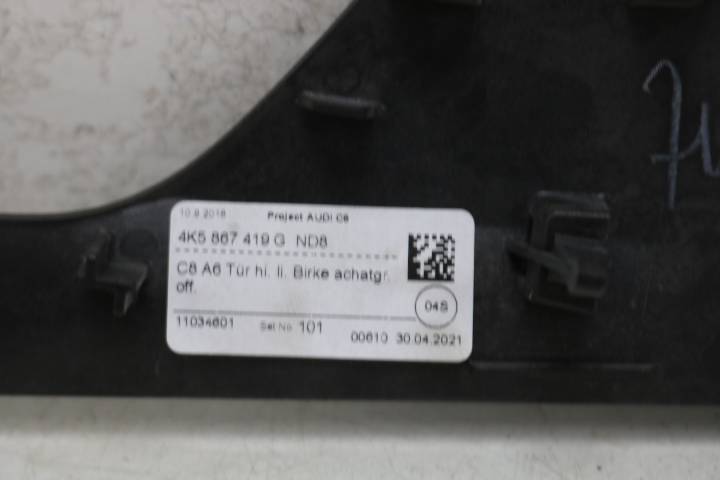 10.9.2018 Project AUDI C8
4K5 867 419 G ND8
C8 A6 Tür hi. li. Birke achatgr.
off.
04S
11034601 Set No. 101 00610 30.04.2021